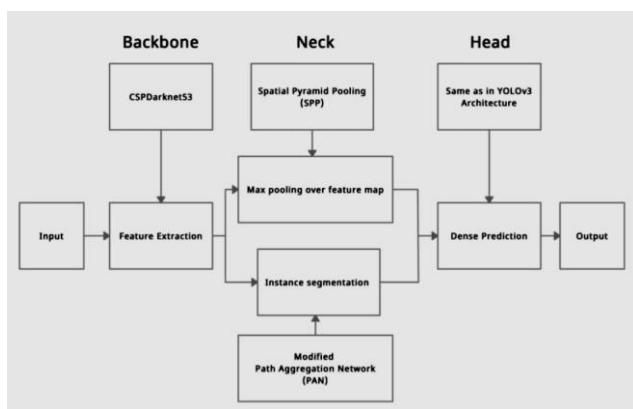 Backbone
Neck
Head
CSPDarknet53
Spatial Pyramid Pooling
(SPP)
Same as in YOLOv3
Architecture
Max pooling over feature map
Input
Feature Extraction
Dense Prediction
Output
Instance segmentation
Modified
Path Aggregation Network
(PAN)